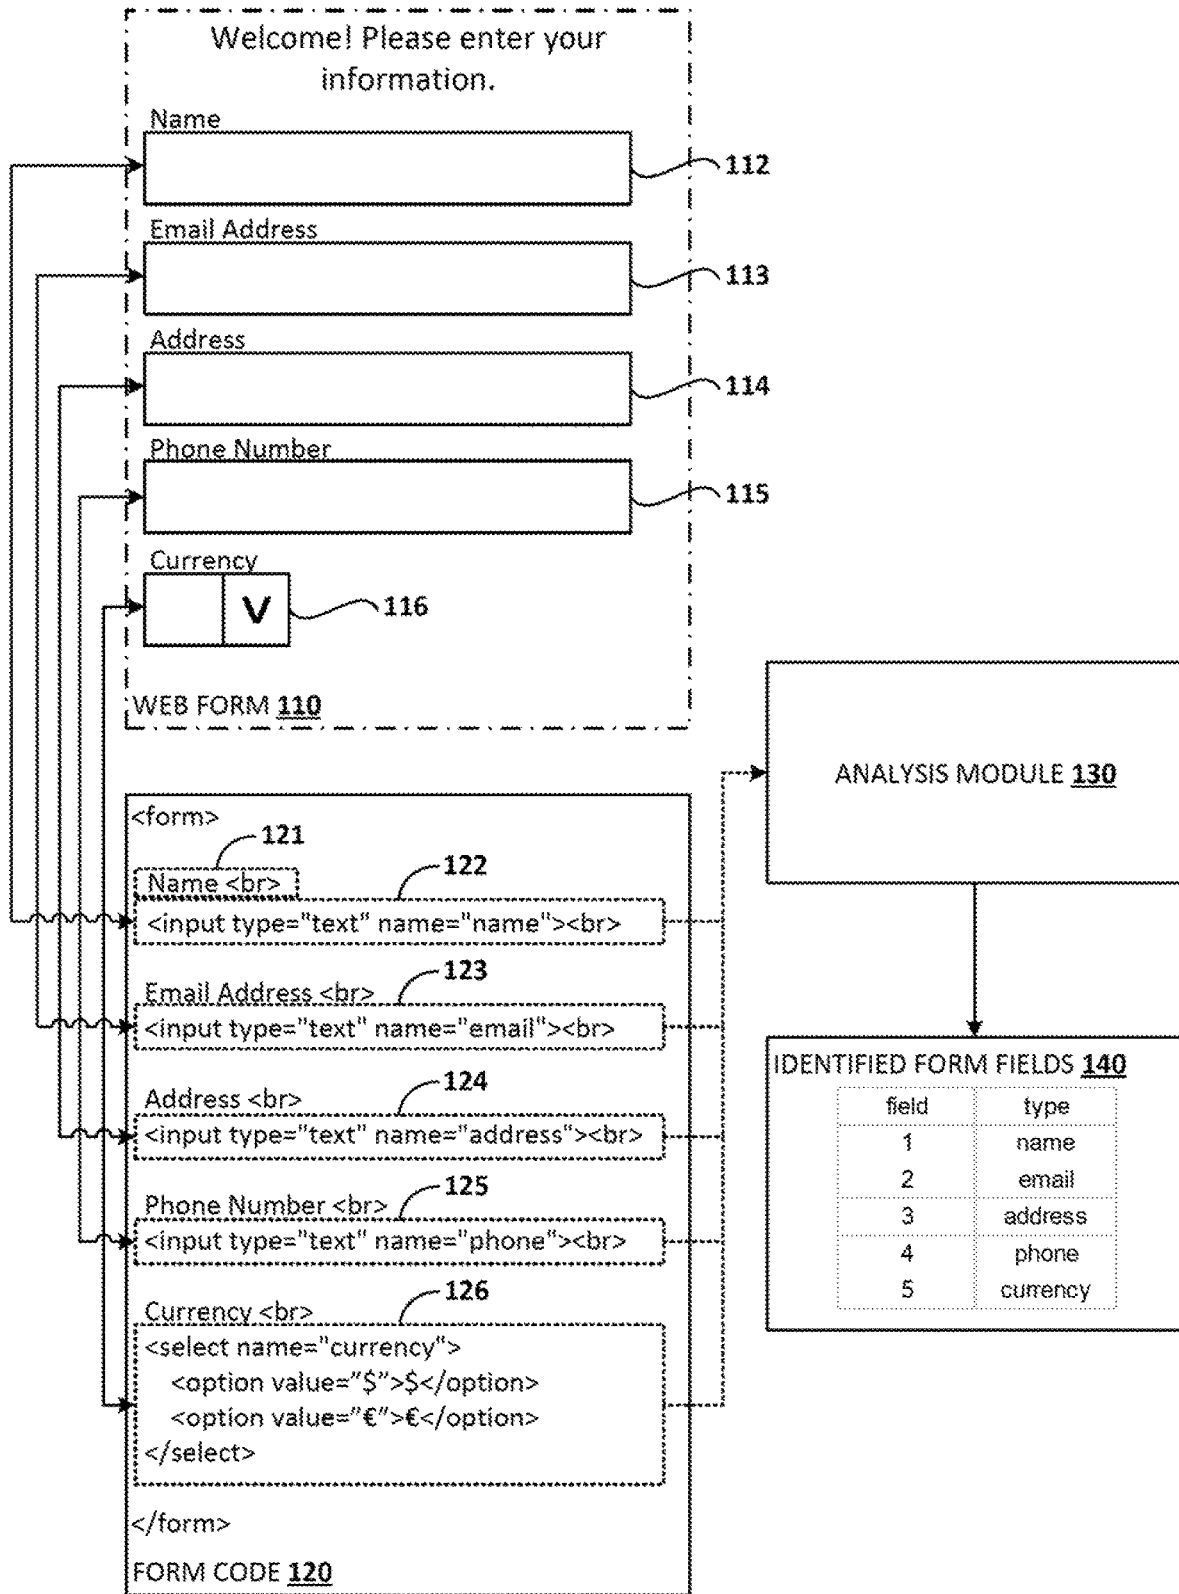 Welcome! Please enter your
information.
Name
112
Email Address
113
Address
114
Phone Number
115
Currency
V
116
WEB FORM 110
ANALYSIS MODULE 130
<form>
121
Name <br>
122
<input type="text" name="name"><br>
123
Email Address <br>
<input type="text" name="email"><br>
124
Address <br>
<input type="text" name="address"><br>
125
Phone Number <br>
<input type="text" name="phone"><br>
126
Currency <br>
<select name="currency">
<option value="$">$</option>
<option value="€">€</option>
</select>
</form>
FORM CODE 120
IDENTIFIED FORM FIELDS 140
field type
1 name
2 email
3 address
4 phone
5 currency